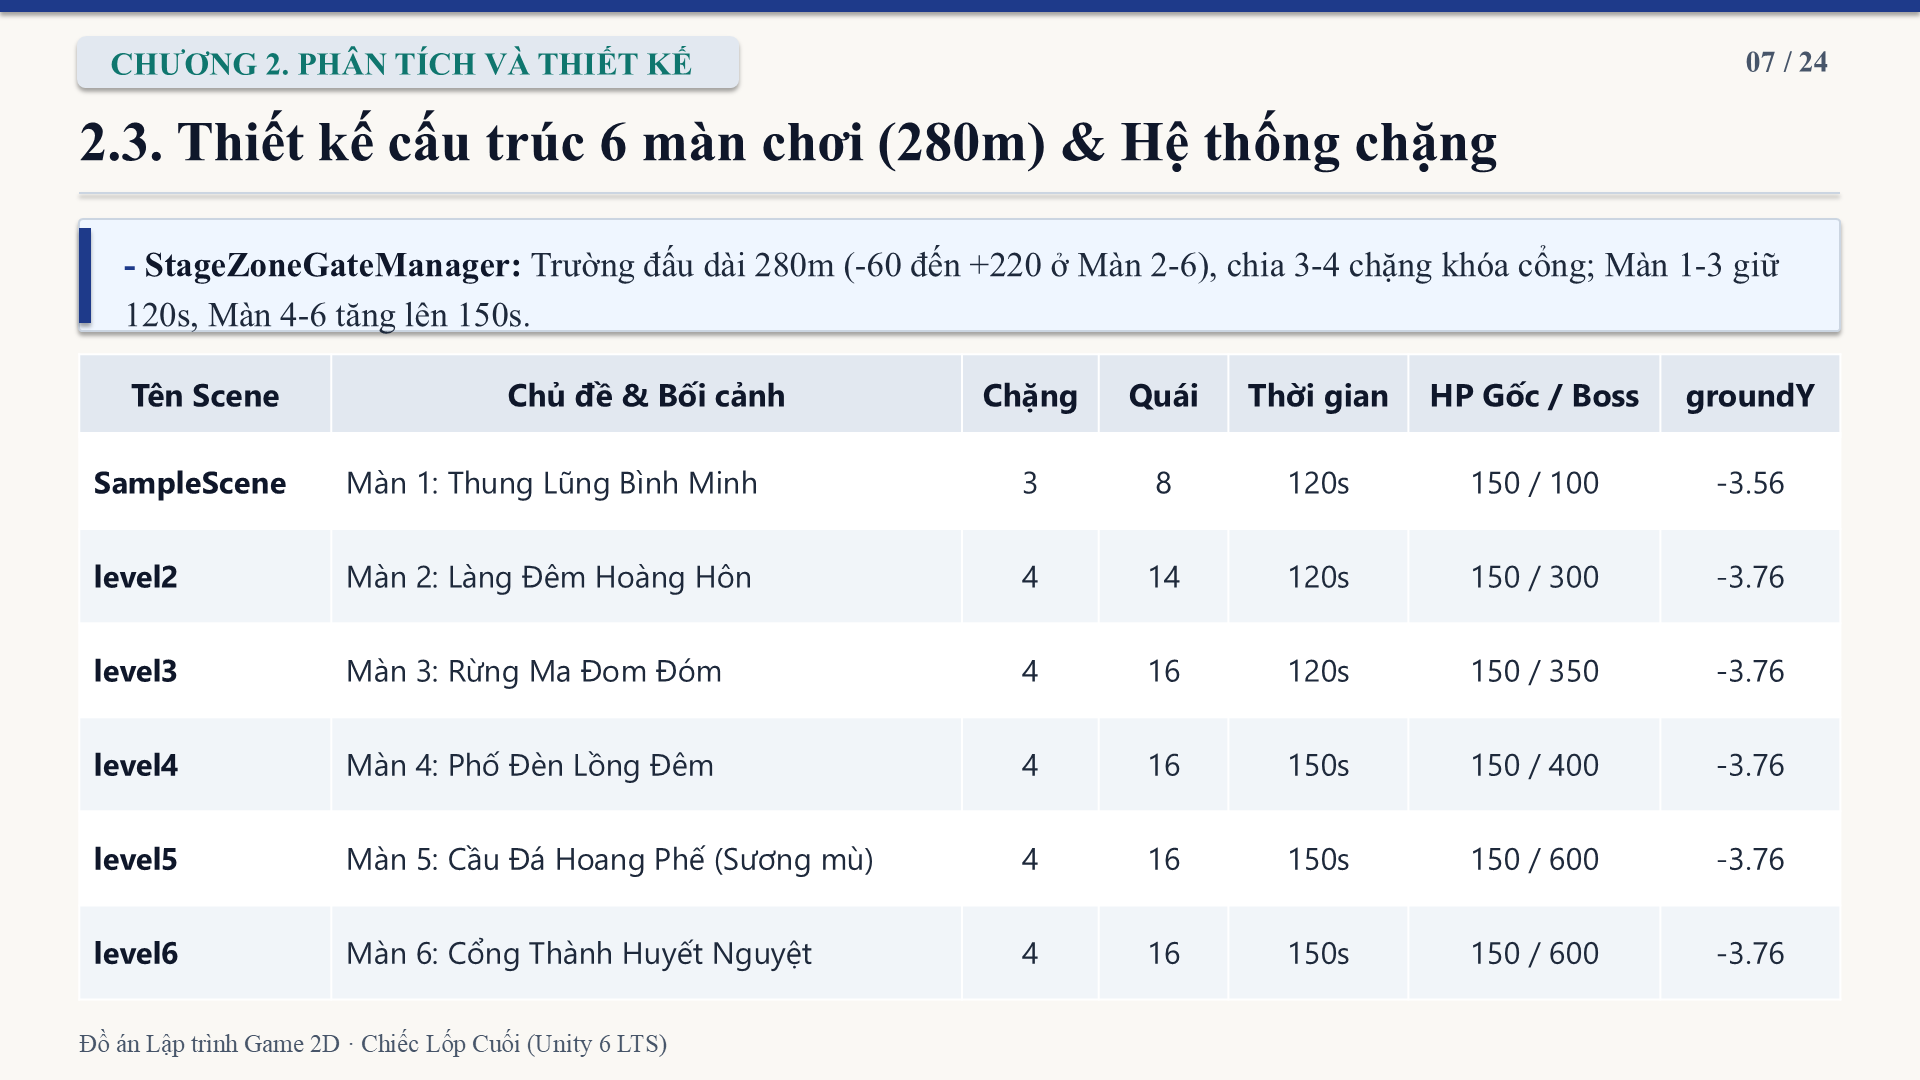 CHƯƠNG 2. PHÂN TÍCH VÀ THIẾT KẾ
07 / 24
2.3. Thiết kế cấu trúc 6 màn chơi (280m) & Hệ thống chặng
- StageZoneGateManager: Trường đấu dài 280m (-60 đến +220 ở Màn 2-6), chia 3-4 chặng khóa cổng; Màn 1-3 giữ
120s, Màn 4-6 tăng lên 150s.
Tên Scene Chủ đề & Bối cảnh Chặng Quái Thời gian HP Gốc / Boss groundY
SampleScene Màn 1: Thung Lũng Bình Minh 3 8 120s 150 / 100 -3.56
level2 Màn 2: Làng Đêm Hoàng Hôn 4 14 120s 150 / 300 -3.76
level3 Màn 3: Rừng Ma Đom Đóm 4 16 120s 150 / 350 -3.76
level4 Màn 4: Phố Đèn Lồng Đêm 4 16 150s 150 / 400 -3.76
level5 Màn 5: Cầu Đá Hoang Phế (Sương mù) 4 16 150s 150 / 600 -3.76
level6 Màn 6: Cổng Thành Huyết Nguyệt 4 16 150s 150 / 600 -3.76
Đồ án Lập trình Game 2D · Chiếc Lốp Cuối (Unity 6 LTS)